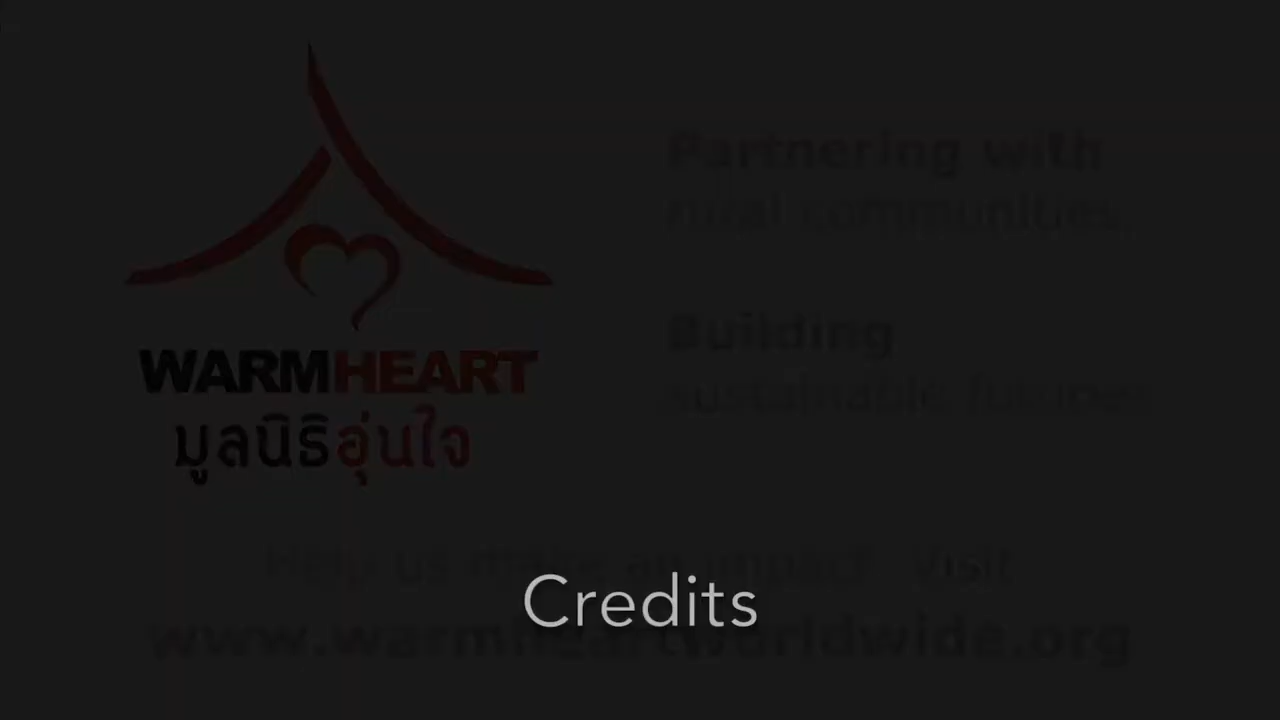 Partnering with
rural communities.
Building
sustainable futures.
WARMHEART
มูลนิธิอุ่นใจ
Help us make an impact. Visit
Credits
www.warmheartworldwide.org